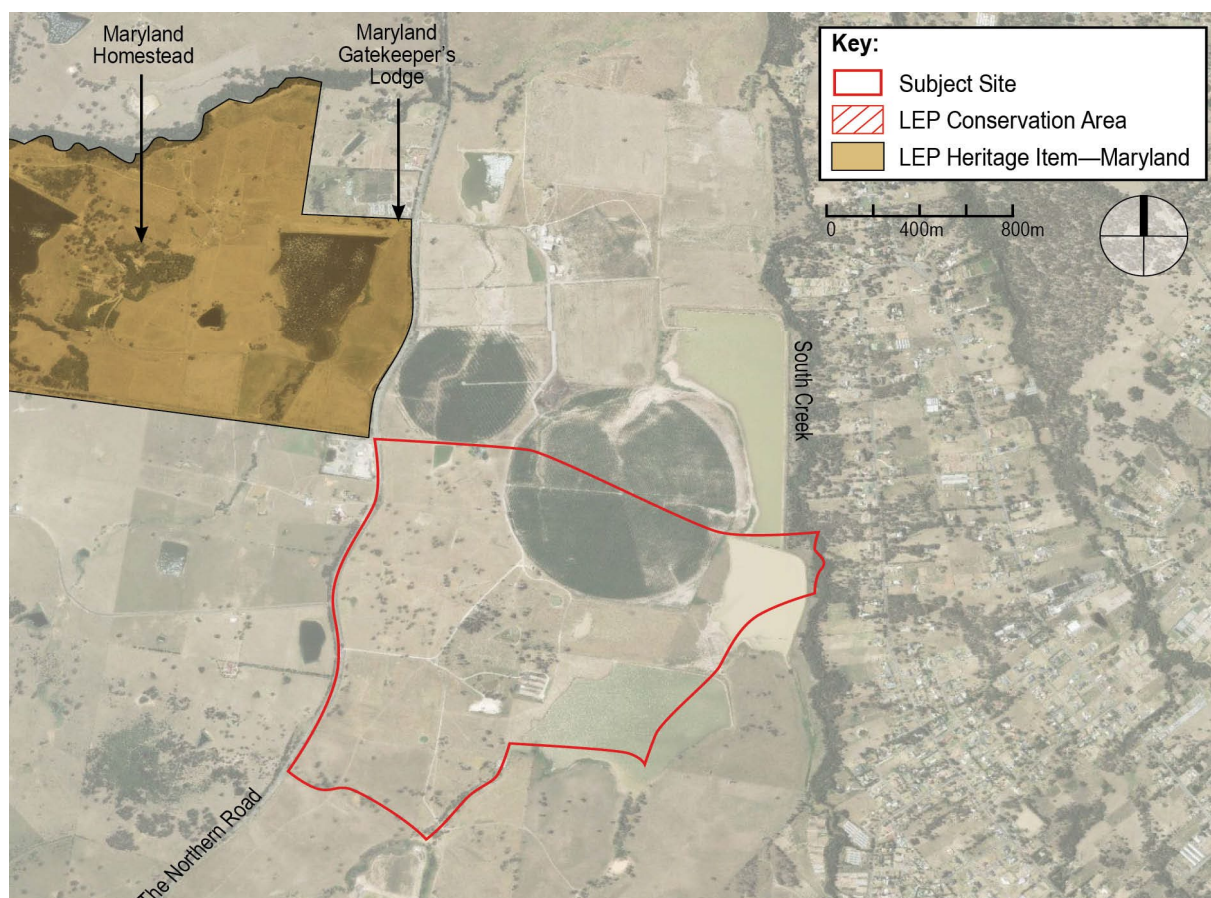 Maryland
Homestead
Maryland
Gatekeeper's
Lodge
Key:
Subject Site
LEP Conservation Area
LEP Heritage Item—Maryland
0 400m 800m
South Creek
The Northern Road